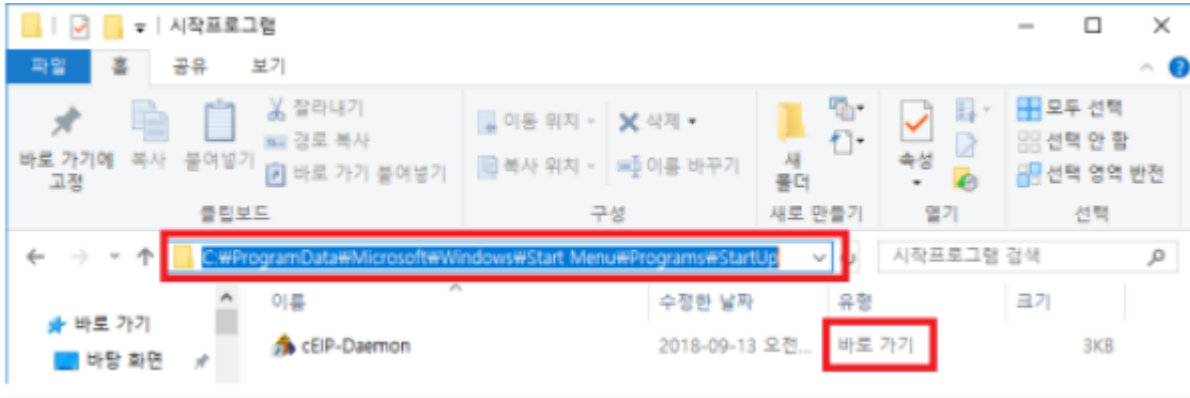 시작프로그램
파일 홈 공유 보기
바로 가기에 고정
복사
붙여넣기
잘라내기
경로 복사
바로 가기 붙여넣기
이동 위치
복사 위치
삭제
이름 바꾸기
새 폴더
속성
모두 선택
선택 안 함
선택 영역 반전
클립보드 구성 새로 만들기 열기 선택
C:₩ProgramData₩Microsoft₩Windows₩Start Menu₩Programs₩StartUp
시작프로그램 검색
바로 가기
바탕 화면
이름 수정한 날짜 유형 크기
cEIP-Daemon 2018-09-13 오전... 바로 가기 3KB